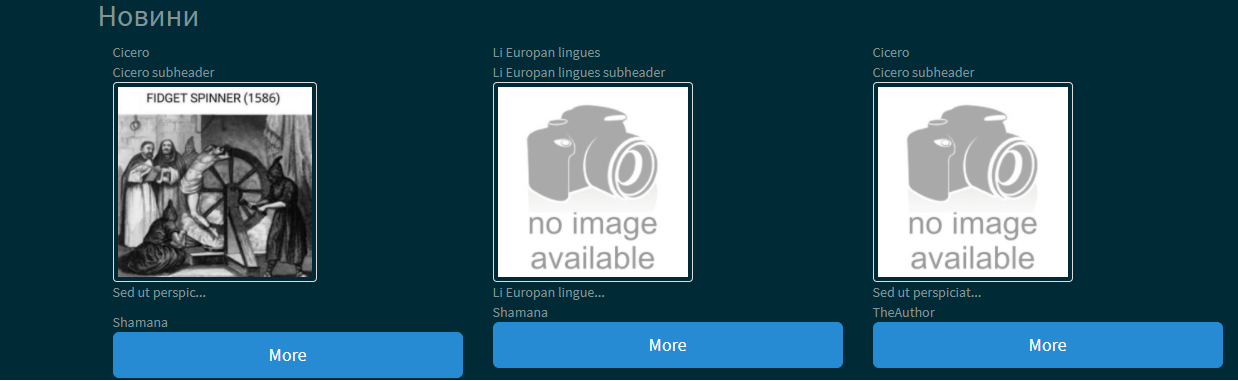 Новини
Cicero
Cicero subheader
FIDGET SPINNER (1586)
Sed ut perspic...
Shamana
More
Li Europan lingues
Li Europan lingues subheader
no image
available
Li Europan lingue...
Shamana
More
Cicero
Cicero subheader
no image
available
Sed ut perspiciat...
TheAuthor
More